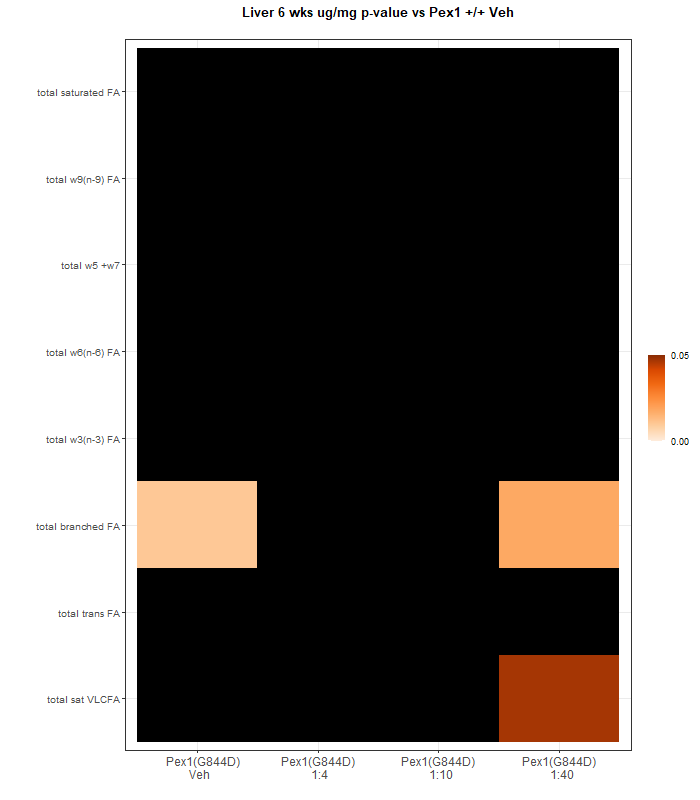 Liver 6 wks ug/mg p-value vs Pex1 +/+ Veh
total saturated FA
total w9(n-9) FA
total w5 +w7
total w6(n-6) FA
total w3(n-3) FA
total branched FA
total trans FA
total sat VLCFA
0.05
0.00
Pex1(G844D)
Veh
Pex1(G844D)
1:4
Pex1(G844D)
1:10
Pex1(G844D)
1:40